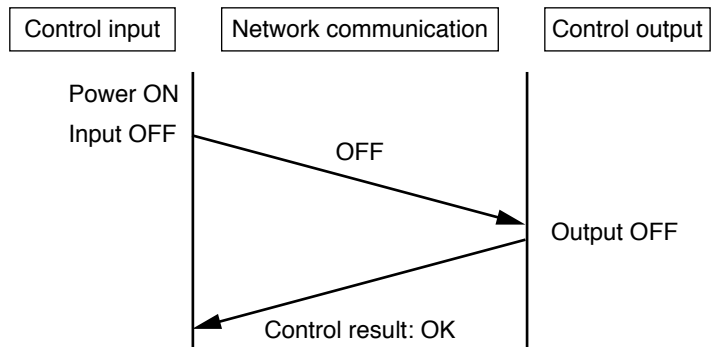 Control input
Network communication
Control output
Power ON
Input OFF
OFF
Output OFF
Control result: OK